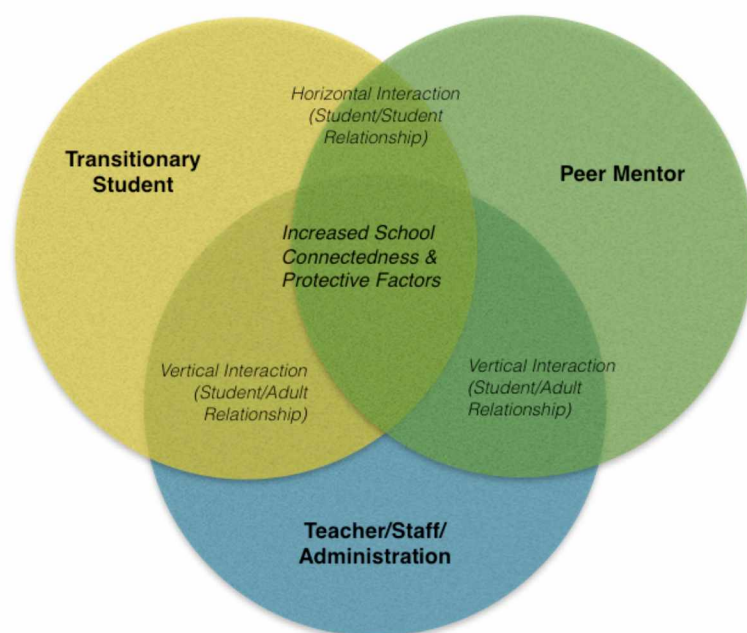 Horizontal Interaction
(Student/Student
Relationship)
Transitionary
Student
Peer Mentor
Increased School
Connectedness &
Protective Factors
Vertical Interaction
(Student/Adult
Relationship)
Vertical Interaction
(Student/Adult
Relationship)
Teacher/Staff/
Administration